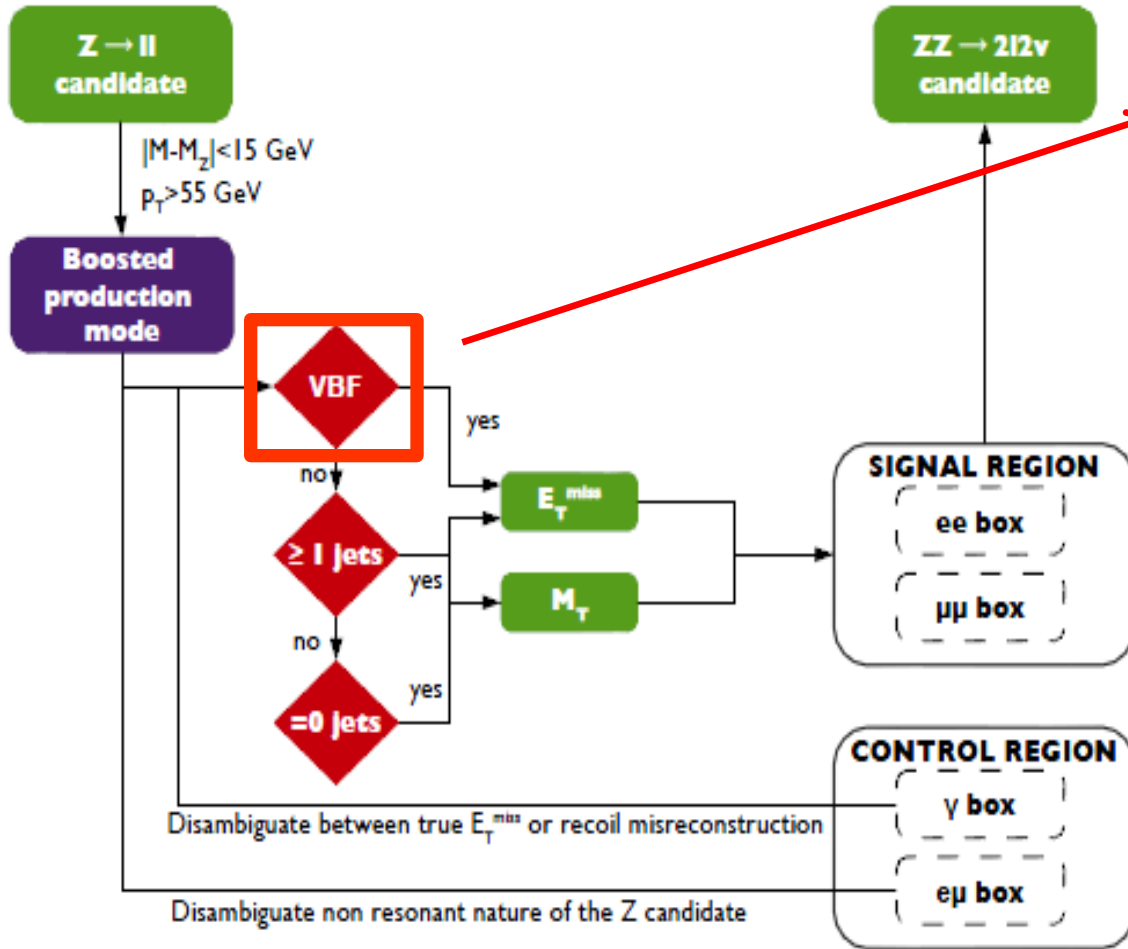 Z → ll
candidate
|M-M_Z|<15 GeV
p_T>55 GeV
Boosted
production
mode
VBF
yes
no
≥ 1 jets
yes
no
=0 jets
yes
E_T^miss
M_T
ZZ → 2l2v
candidate
SIGNAL REGION
ee box
μμ box
CONTROL REGION
γ box
eμ box
Disambiguate between true E_T^miss or recoil misreconstruction
Disambiguate non resonant nature of the Z candidate